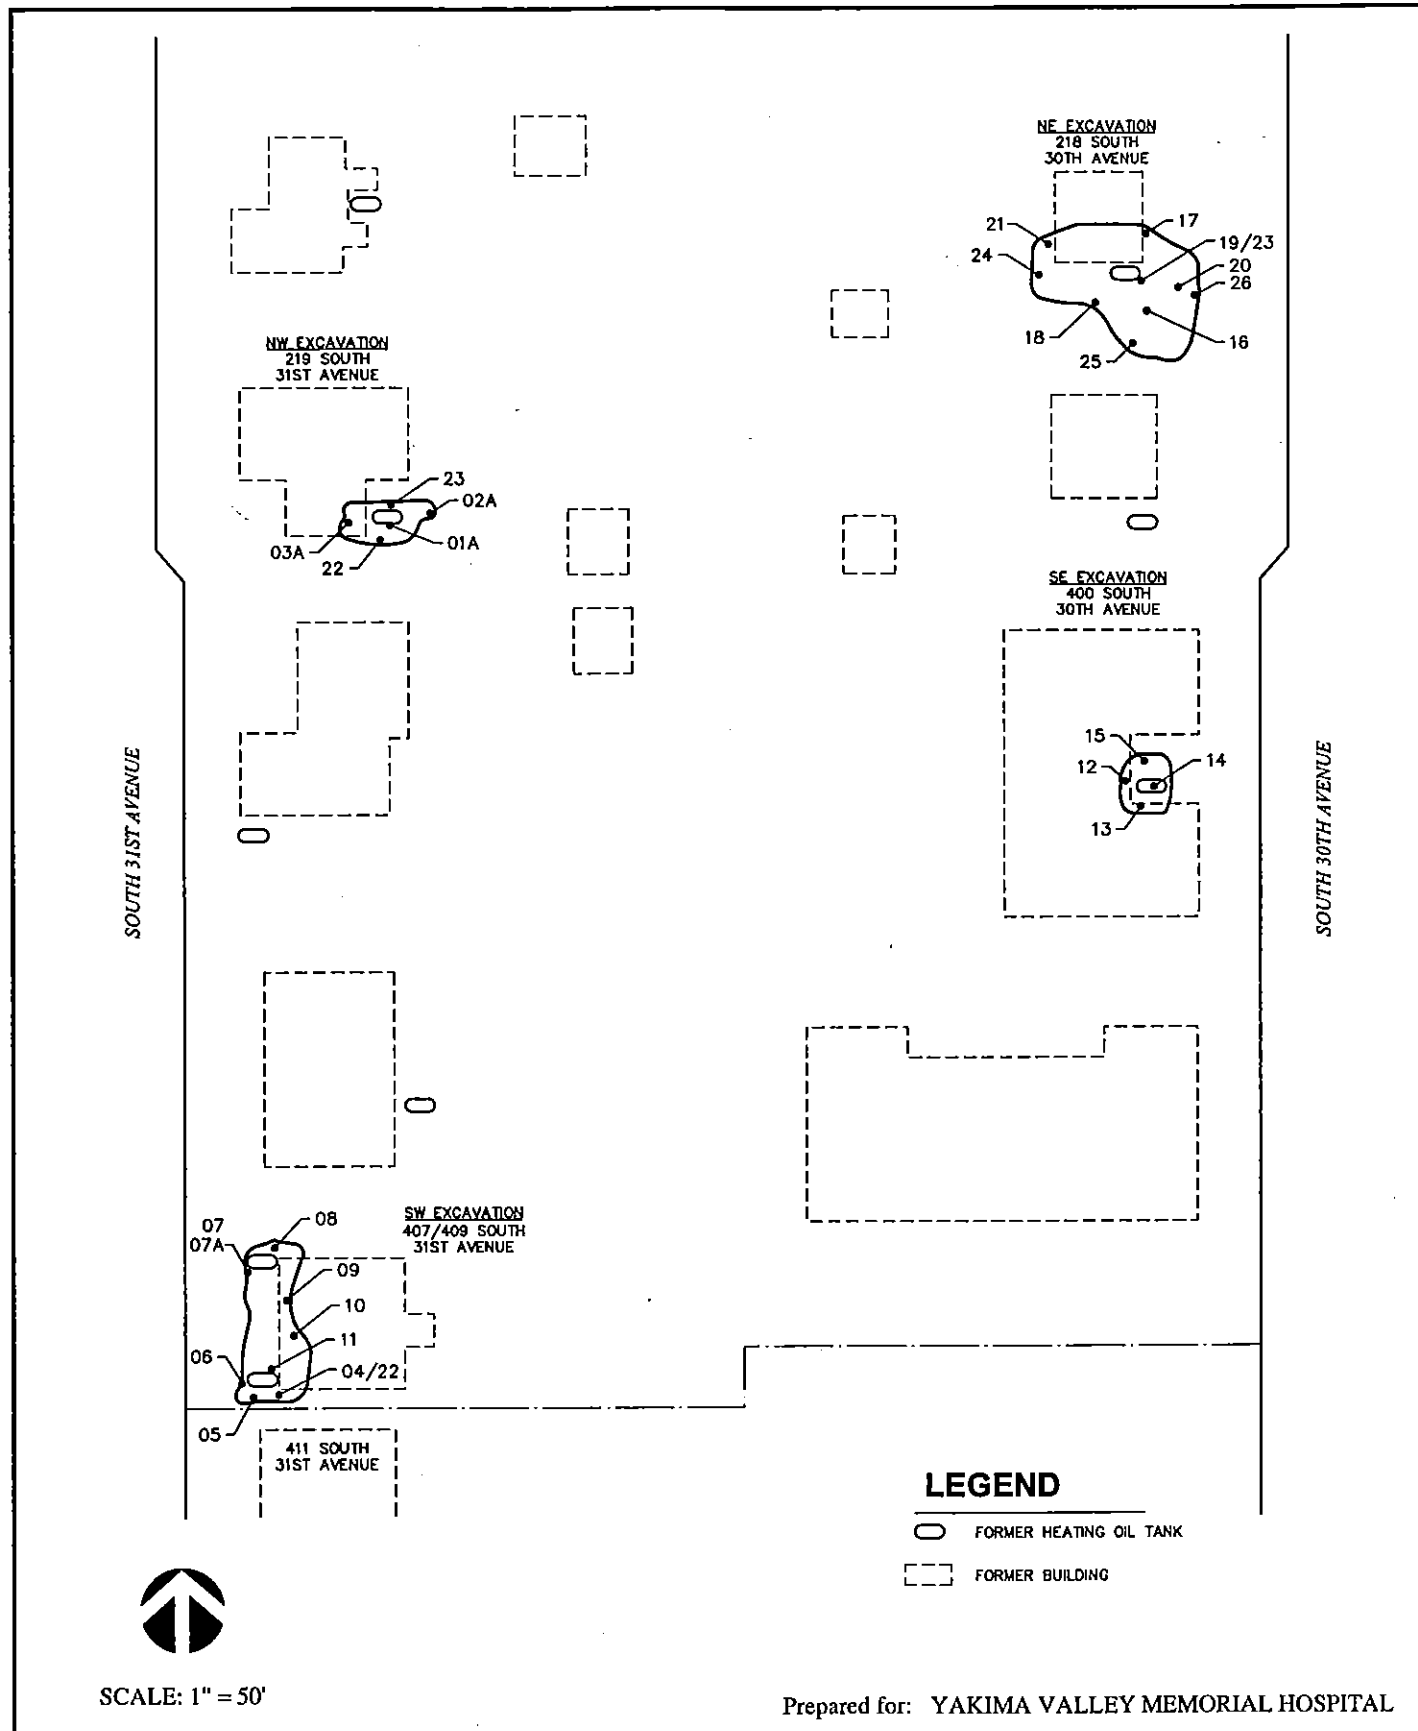 NE EXCAVATION
218 SOUTH
30TH AVENUE
21
17
19/23
24
20
26
18
16
25
NW EXCAVATION
219 SOUTH
31ST AVENUE
23
02A
03A
01A
22
SE EXCAVATION
400 SOUTH
30TH AVENUE
15
14
12
13
SOUTH 31ST AVENUE
SOUTH 30TH AVENUE
SW EXCAVATION
407/409 SOUTH
31ST AVENUE
07
08
07A
09
10
11
06
04/22
05
411 SOUTH
31ST AVENUE
LEGEND
FORMER HEATING OIL TANK
FORMER BUILDING
SCALE: 1" = 50'
Prepared for: YAKIMA VALLEY MEMORIAL HOSPITAL